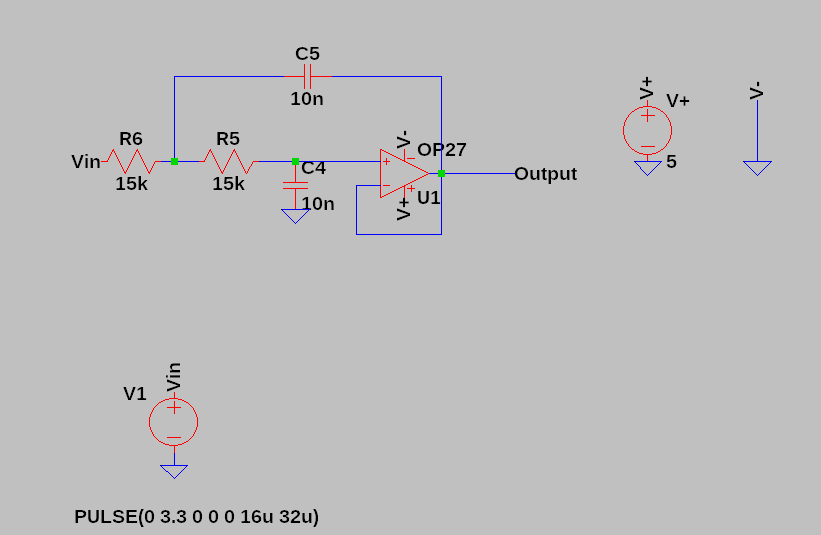 C5
10n
V+
V+
5
V-
R6
R5
Vin
15k
15k
C4
10n
V-
OP27
U1
V+
Output
V1
Vin
PULSE(0 3.3 0 0 0 16u 32u)